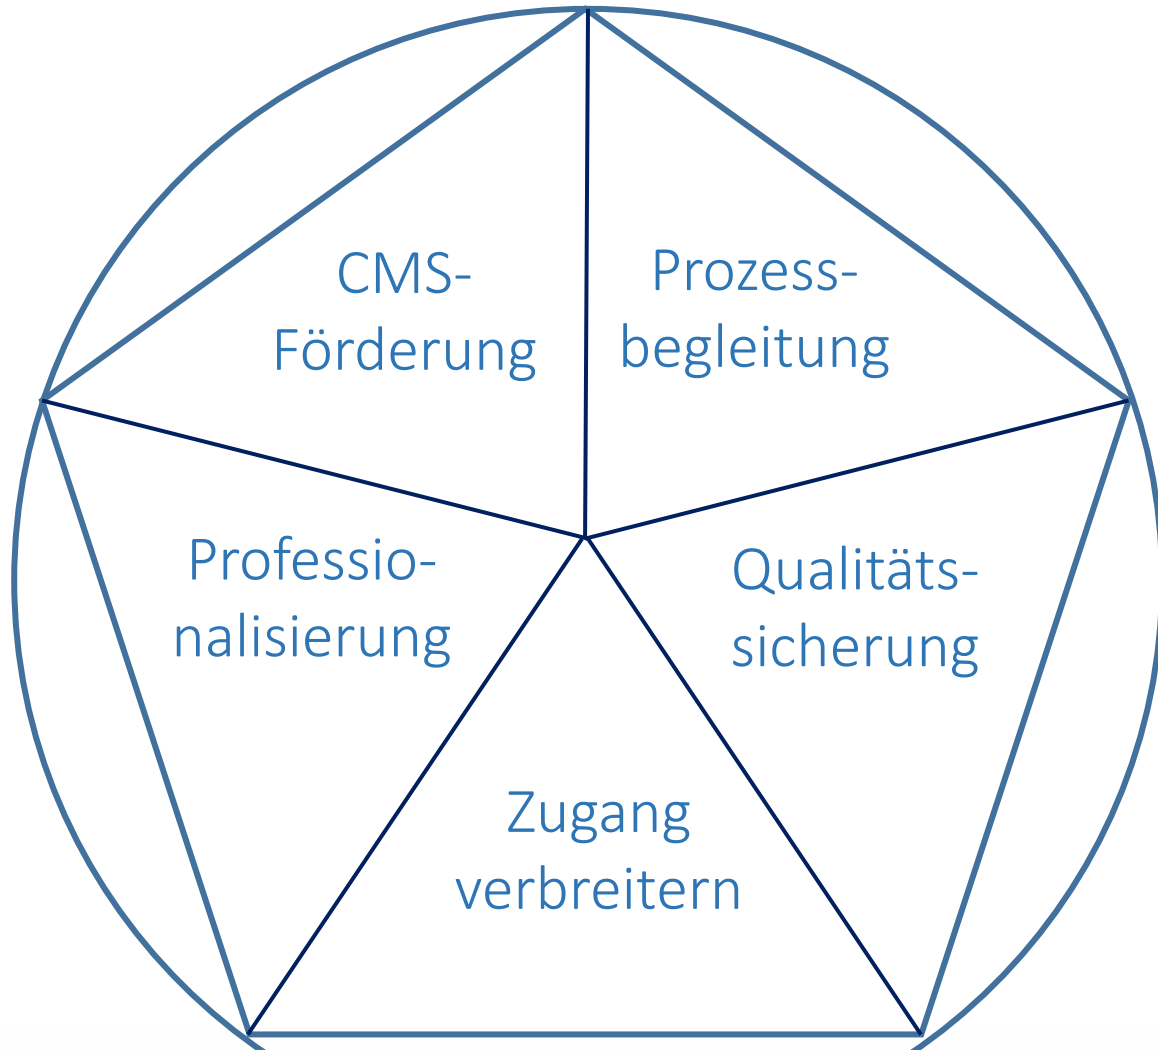 CMS-
Förderung
Prozess-
begleitung
Professio-
nalisierung
Qualitäts-
sicherung
Zugang
verbreitern